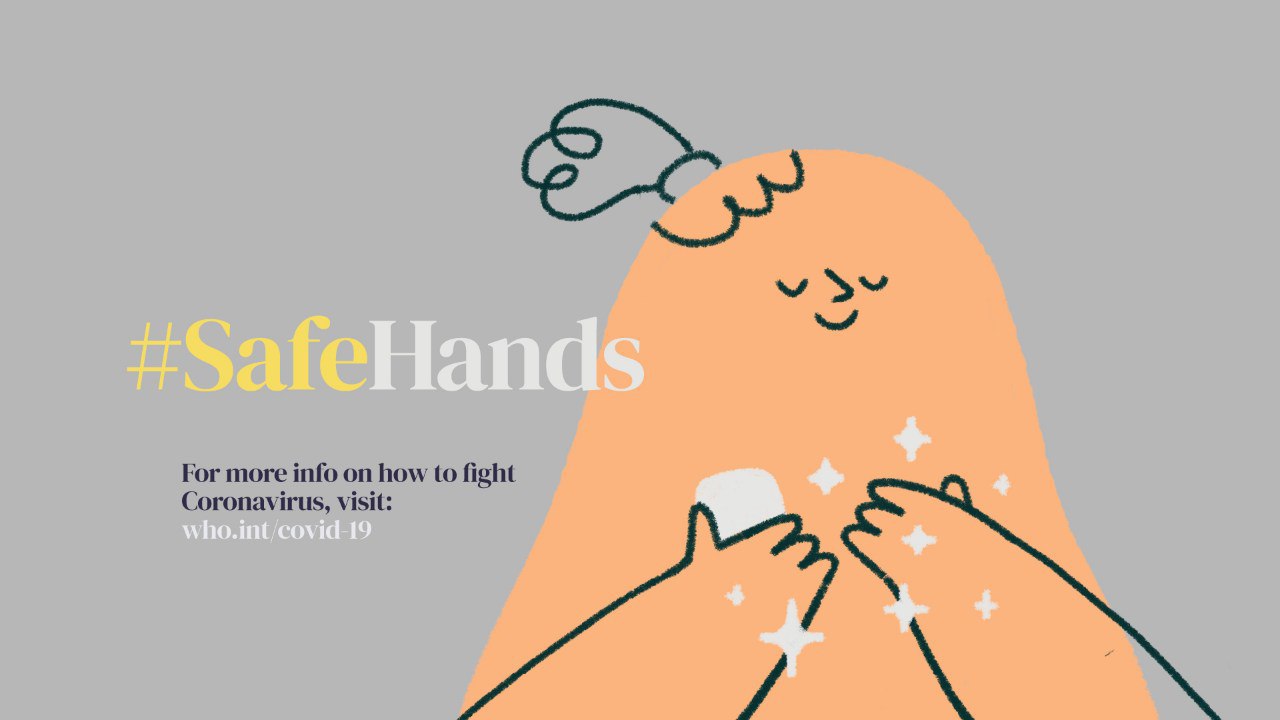 #SafeHands
For more info on how to fight
Coronavirus, visit:
who.int/covid-19